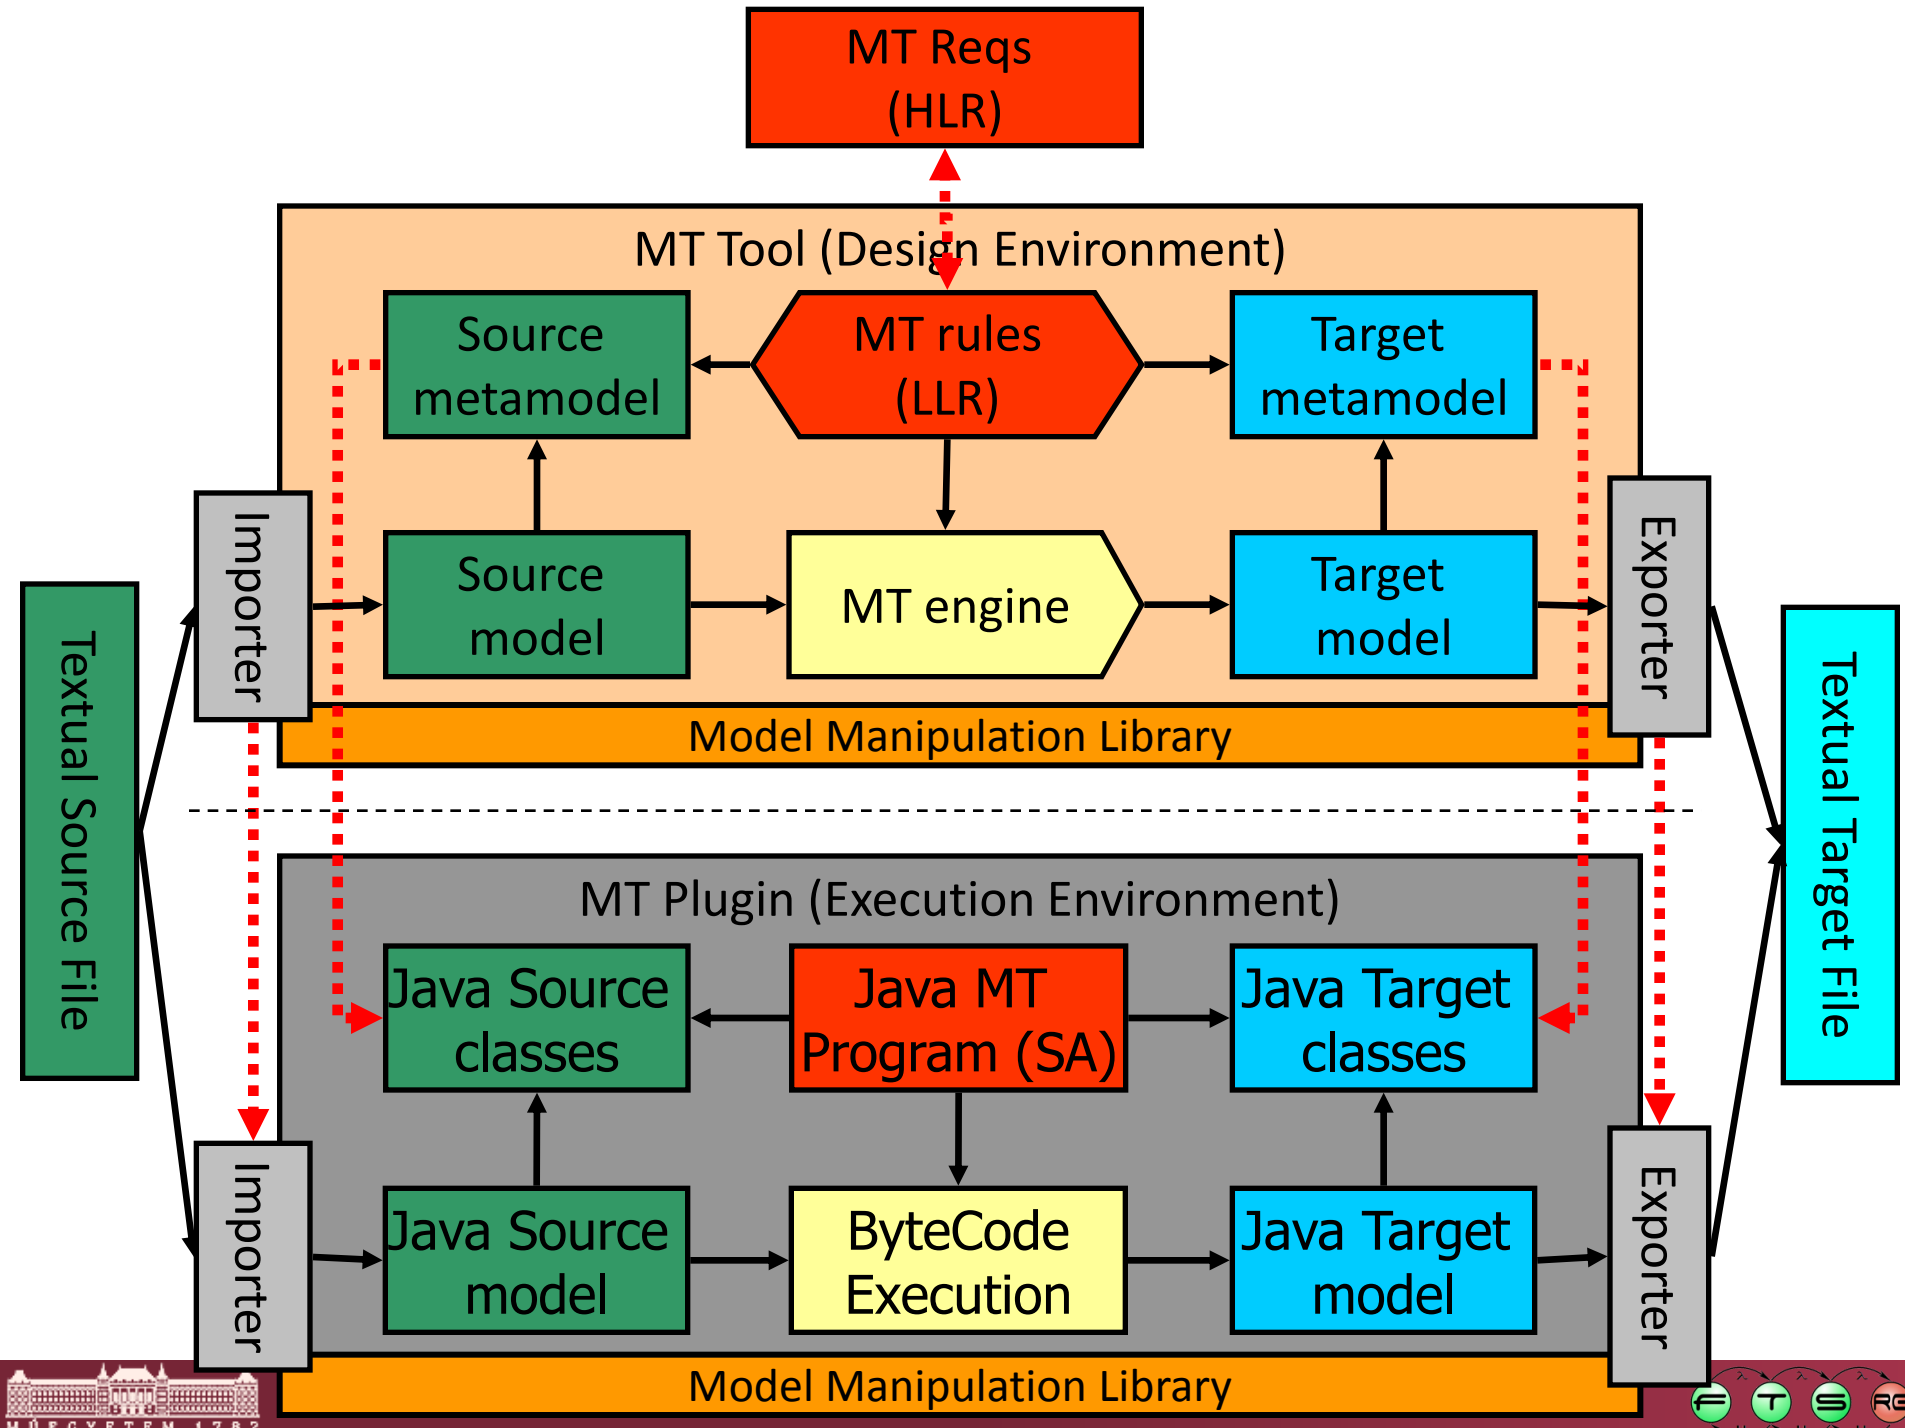 MT Reqs
(HLR)
MT Tool (Design Environment)
Source
metamodel
MT rules
(LLR)
Target
metamodel
Importer
Source
model
MT engine
Target
model
Exporter
Model Manipulation Library
Textual Source File
Textual Target File
MT Plugin (Execution Environment)
Java Source
classes
Java MT
Program (SA)
Java Target
classes
Importer
Java Source
model
ByteCode
Execution
Java Target
model
Exporter
Model Manipulation Library
F T S RG